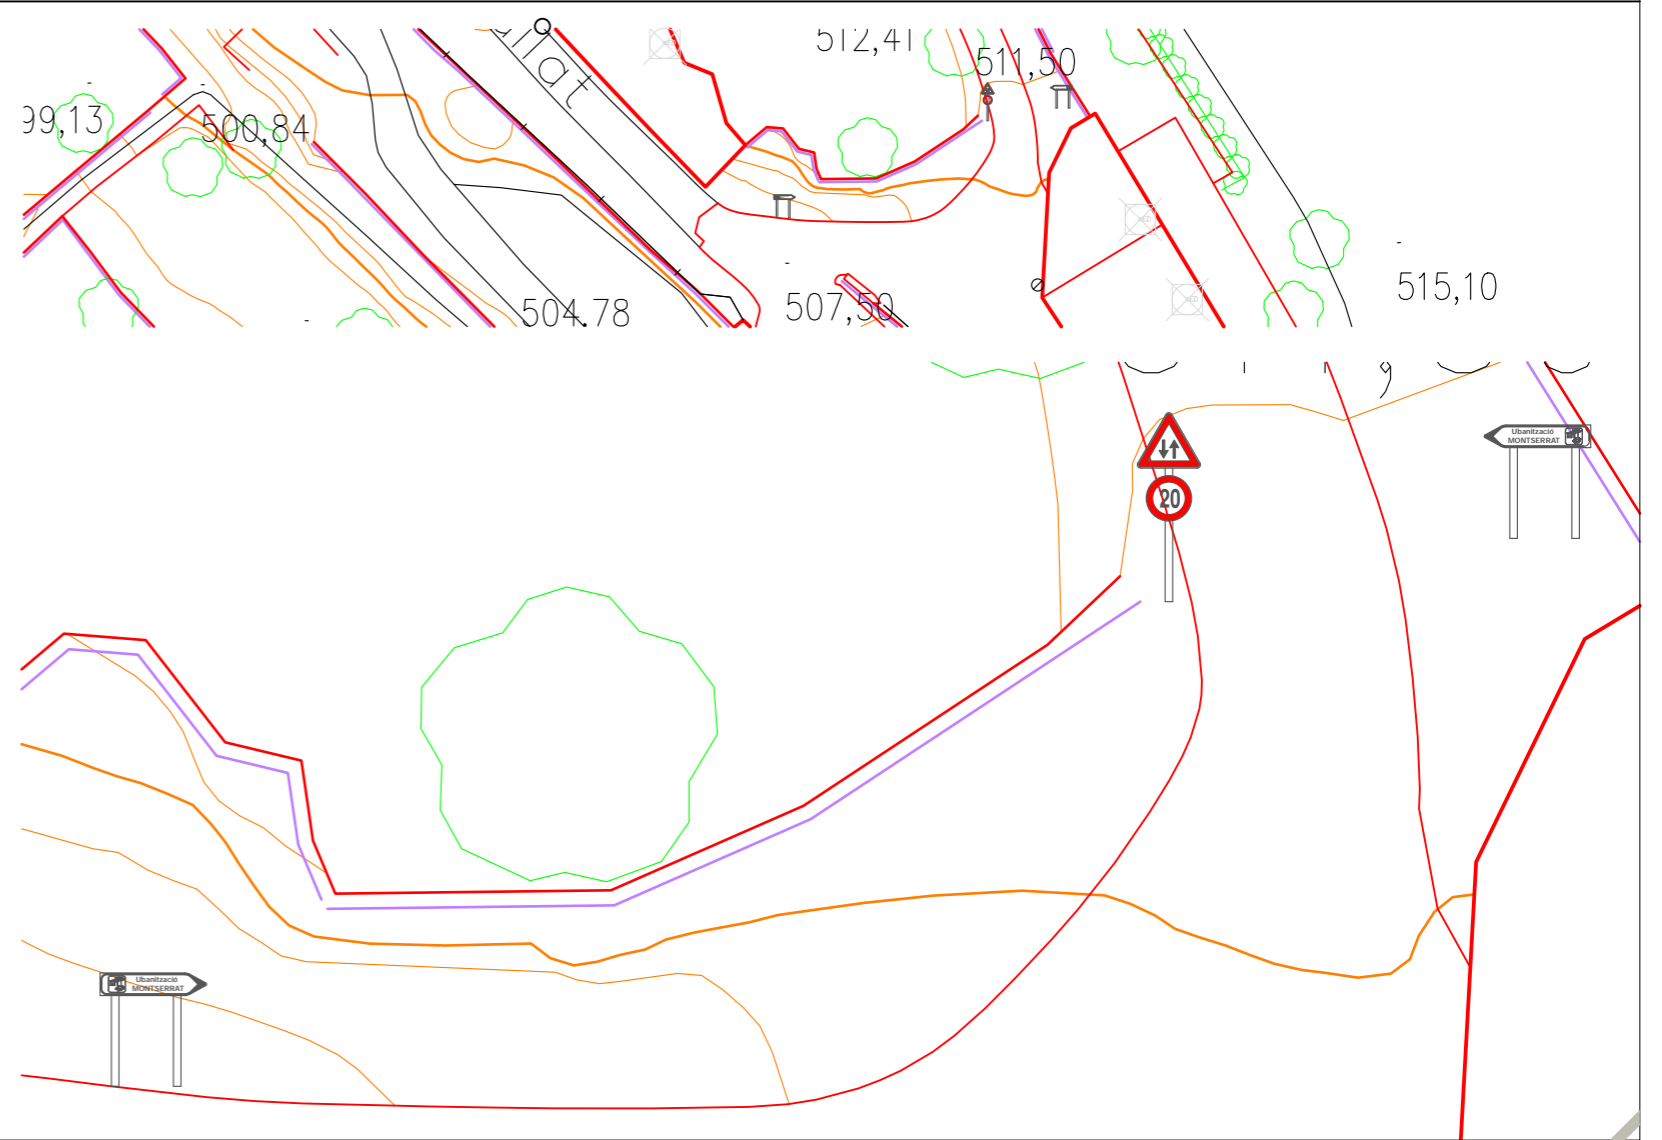 512,41
511,50
99,13
500,84
515,10
504,78
507,50
Ubanització
MONTSERRAT
20
Ubanització
MONTSERRAT